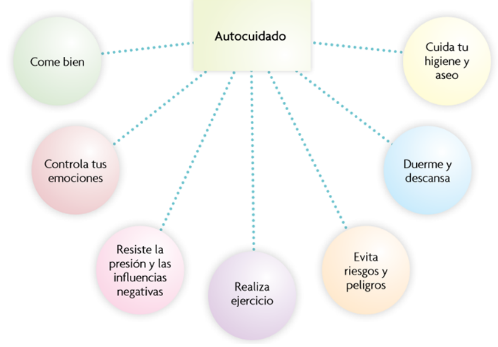 Autocuidado
Come bien
Controla tus
emociones
Resiste la
presión y las
influencias
negativas
Realiza
ejercicio
Evita
riesgos y
peligros
Duerme y
descansa
Cuida tu
higiene y
aseo